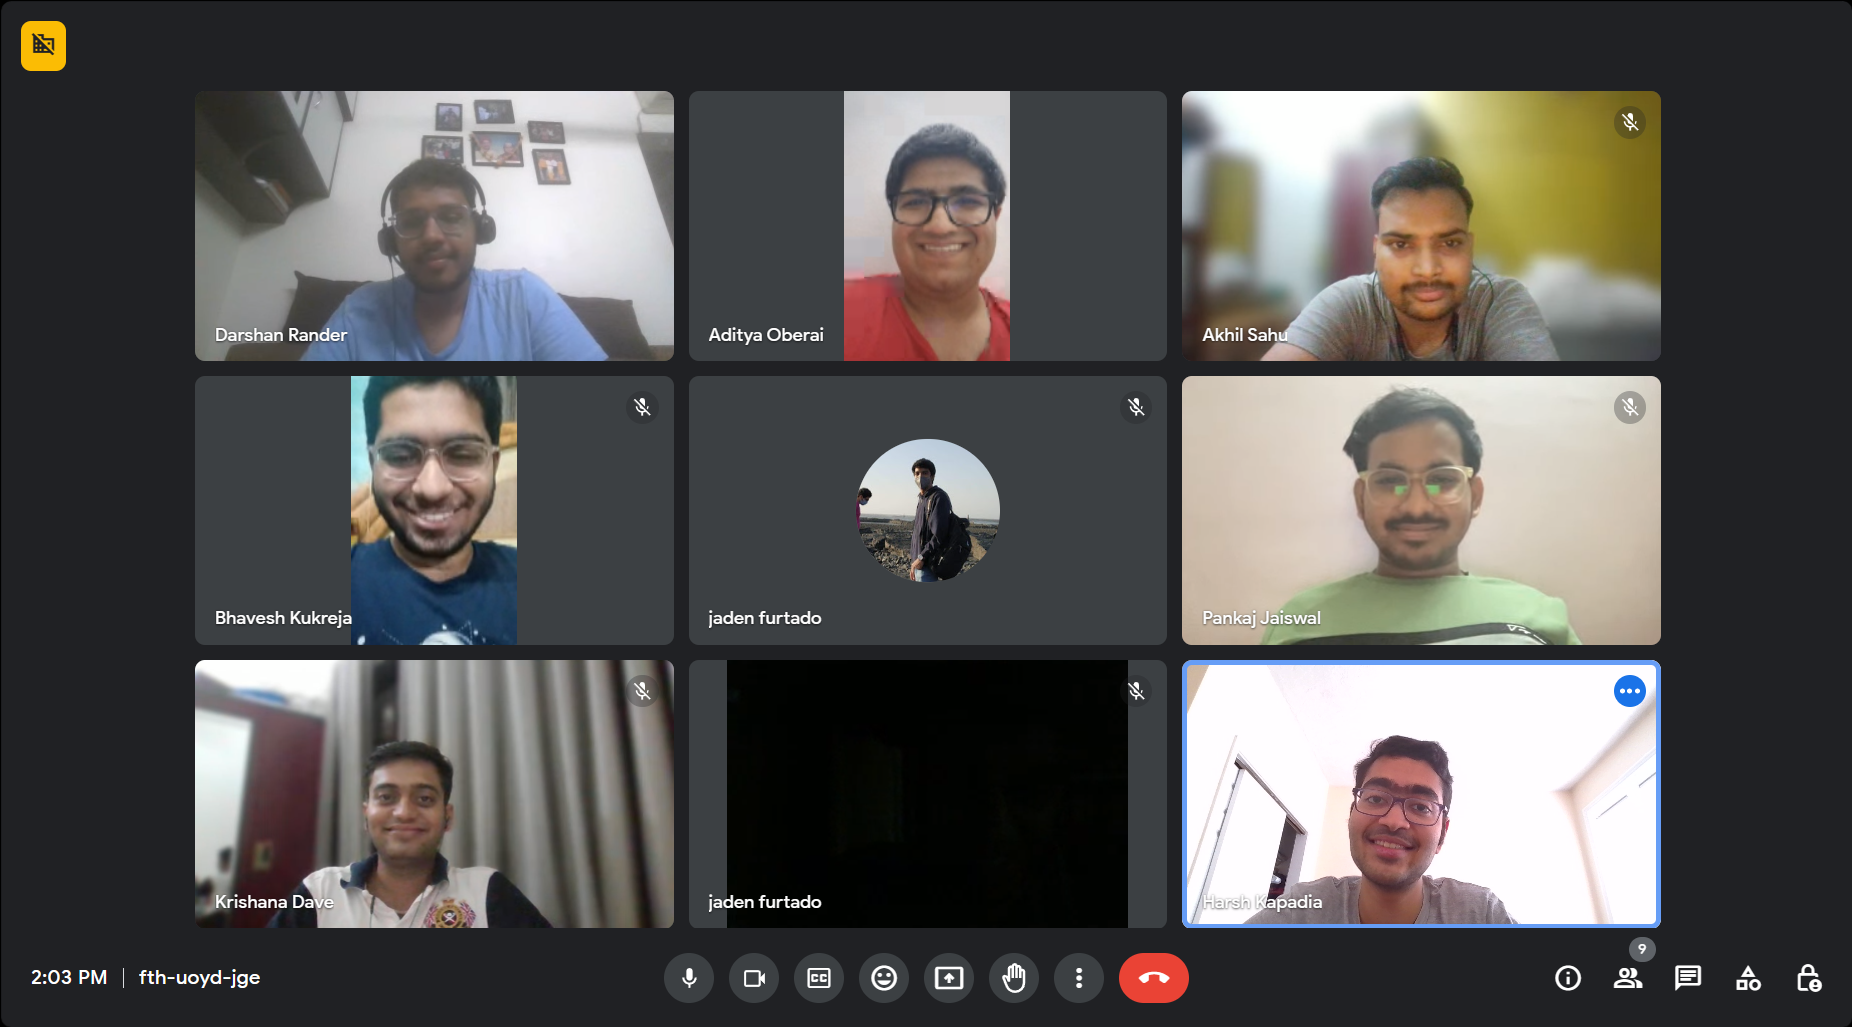 Darshan Rander
Aditya Oberai
Akhil Sahu
Bhavesh Kukreja
jaden furtado
Pankaj Jaiswal
Krishana Dave
jaden furtado
Harsh Kapadia
9
2:03 PM | fth-uoyd-jge
CC